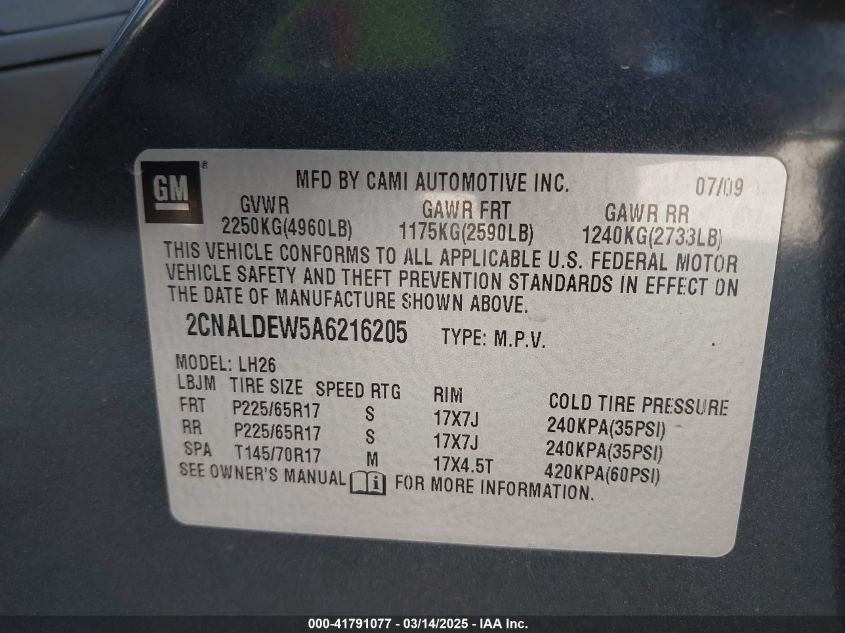 GM ®
MFD BY CAMI AUTOMOTIVE INC. 07/09
GVWR GAWR FRT GAWR RR
2250KG(4960LB) 1175KG(2590LB) 1240KG(2733LB)
THIS VEHICLE CONFORMS TO ALL APPLICABLE U.S. FEDERAL MOTOR
VEHICLE SAFETY AND THEFT PREVENTION STANDARDS IN EFFECT ON
THE DATE OF MANUFACTURE SHOWN ABOVE.
2CNALDEW5A6216205 TYPE: M.P.V.
MODEL: LH26
LBJM TIRE SIZE SPEED RTG RIM COLD TIRE PRESSURE
FRT P225/65R17 S 17X7J 240KPA(35PSI)
RR P225/65R17 S 17X7J 240KPA(35PSI)
SPA T145/70R17 M 17X4.5T 420KPA(60PSI)
SEE OWNER'S MANUAL i FOR MORE INFORMATION.
000-41791077 - 03/14/2025 - IAA Inc.